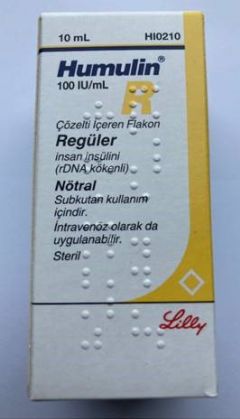 10 mL HI0210
Humulin®
100 IU/mL
R
Çözelti İçeren Flakon
Regüler
insan insülini
(rDNA kökenli)
Nötral
Subkutan kullanım
içindir.
İntravenöz olarak da
uygulanabilir.
Steril
Lilly